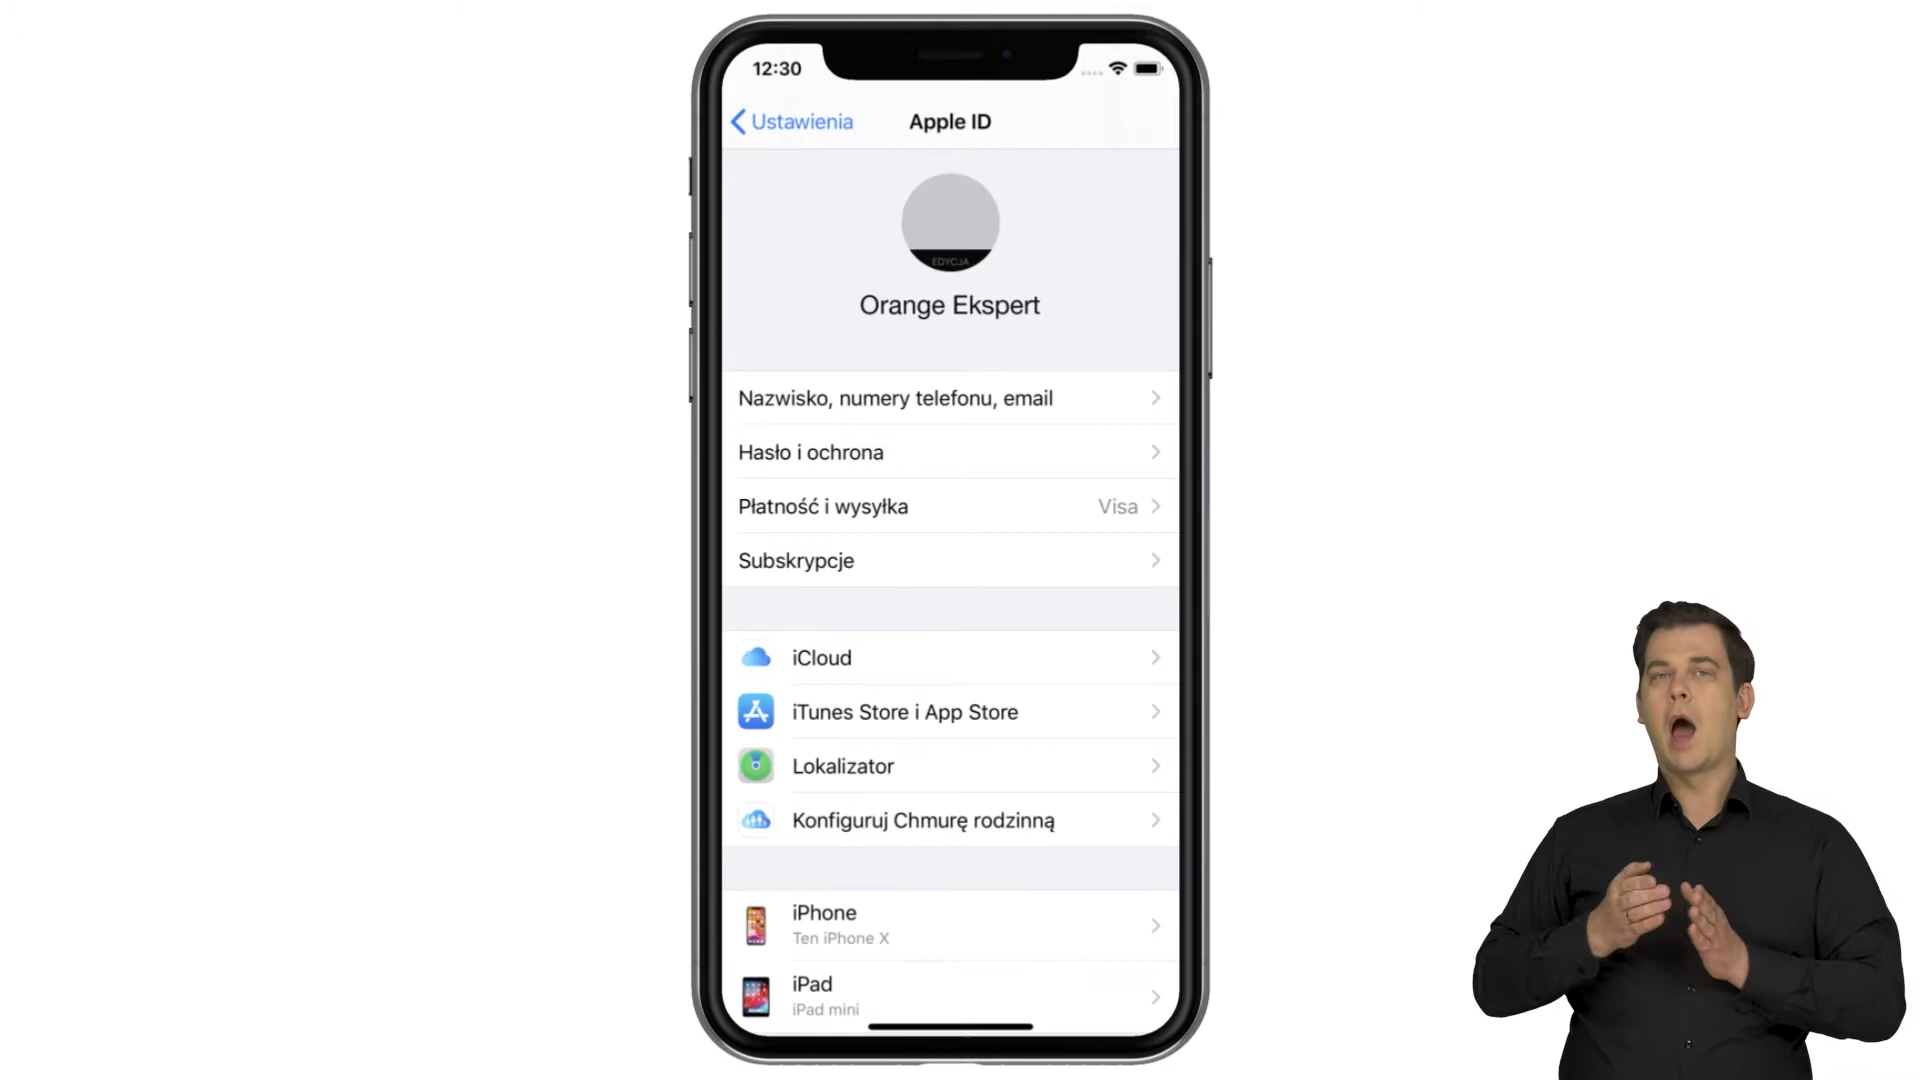 12:30
Ustawienia
Apple ID
EDYCJA
Orange Ekspert
Nazwisko, numery telefonu, email
Hasło i ochrona
Płatność i wysyłka Visa
Subskrypcje
iCloud
iTunes Store i App Store
Lokalizator
Konfiguruj Chmurę rodzinną
iPhone
Ten iPhone X
iPad
iPad mini